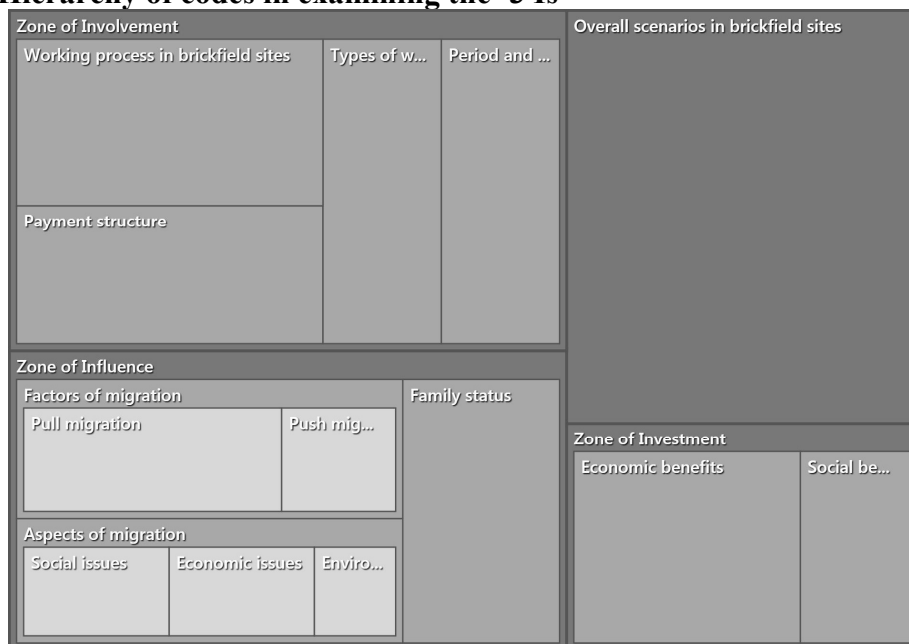 Hierarchy of codes in examining the '3 Is'
Zone of Involvement
Working process in brickfield sites
Types of w...
Period and ...
Payment structure
Overall scenarios in brickfield sites
Zone of Influence
Factors of migration
Pull migration
Push mig...
Family status
Aspects of migration
Social issues
Economic issues
Enviro...
Zone of Investment
Economic benefits
Social be...